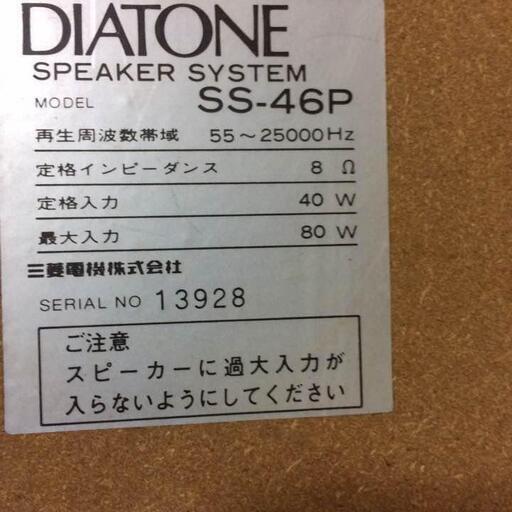 DIATONE
SPEAKER SYSTEM
MODEL SS-46P
再生周波数帯域 55～25000Hz
定格インピーダンス 8 Ω
定格入力 40 W
最大入力 80 W
三菱電機株式会社
SERIAL NO 13928
ご注意
スピーカーに過大入力が
入らないようにしてください